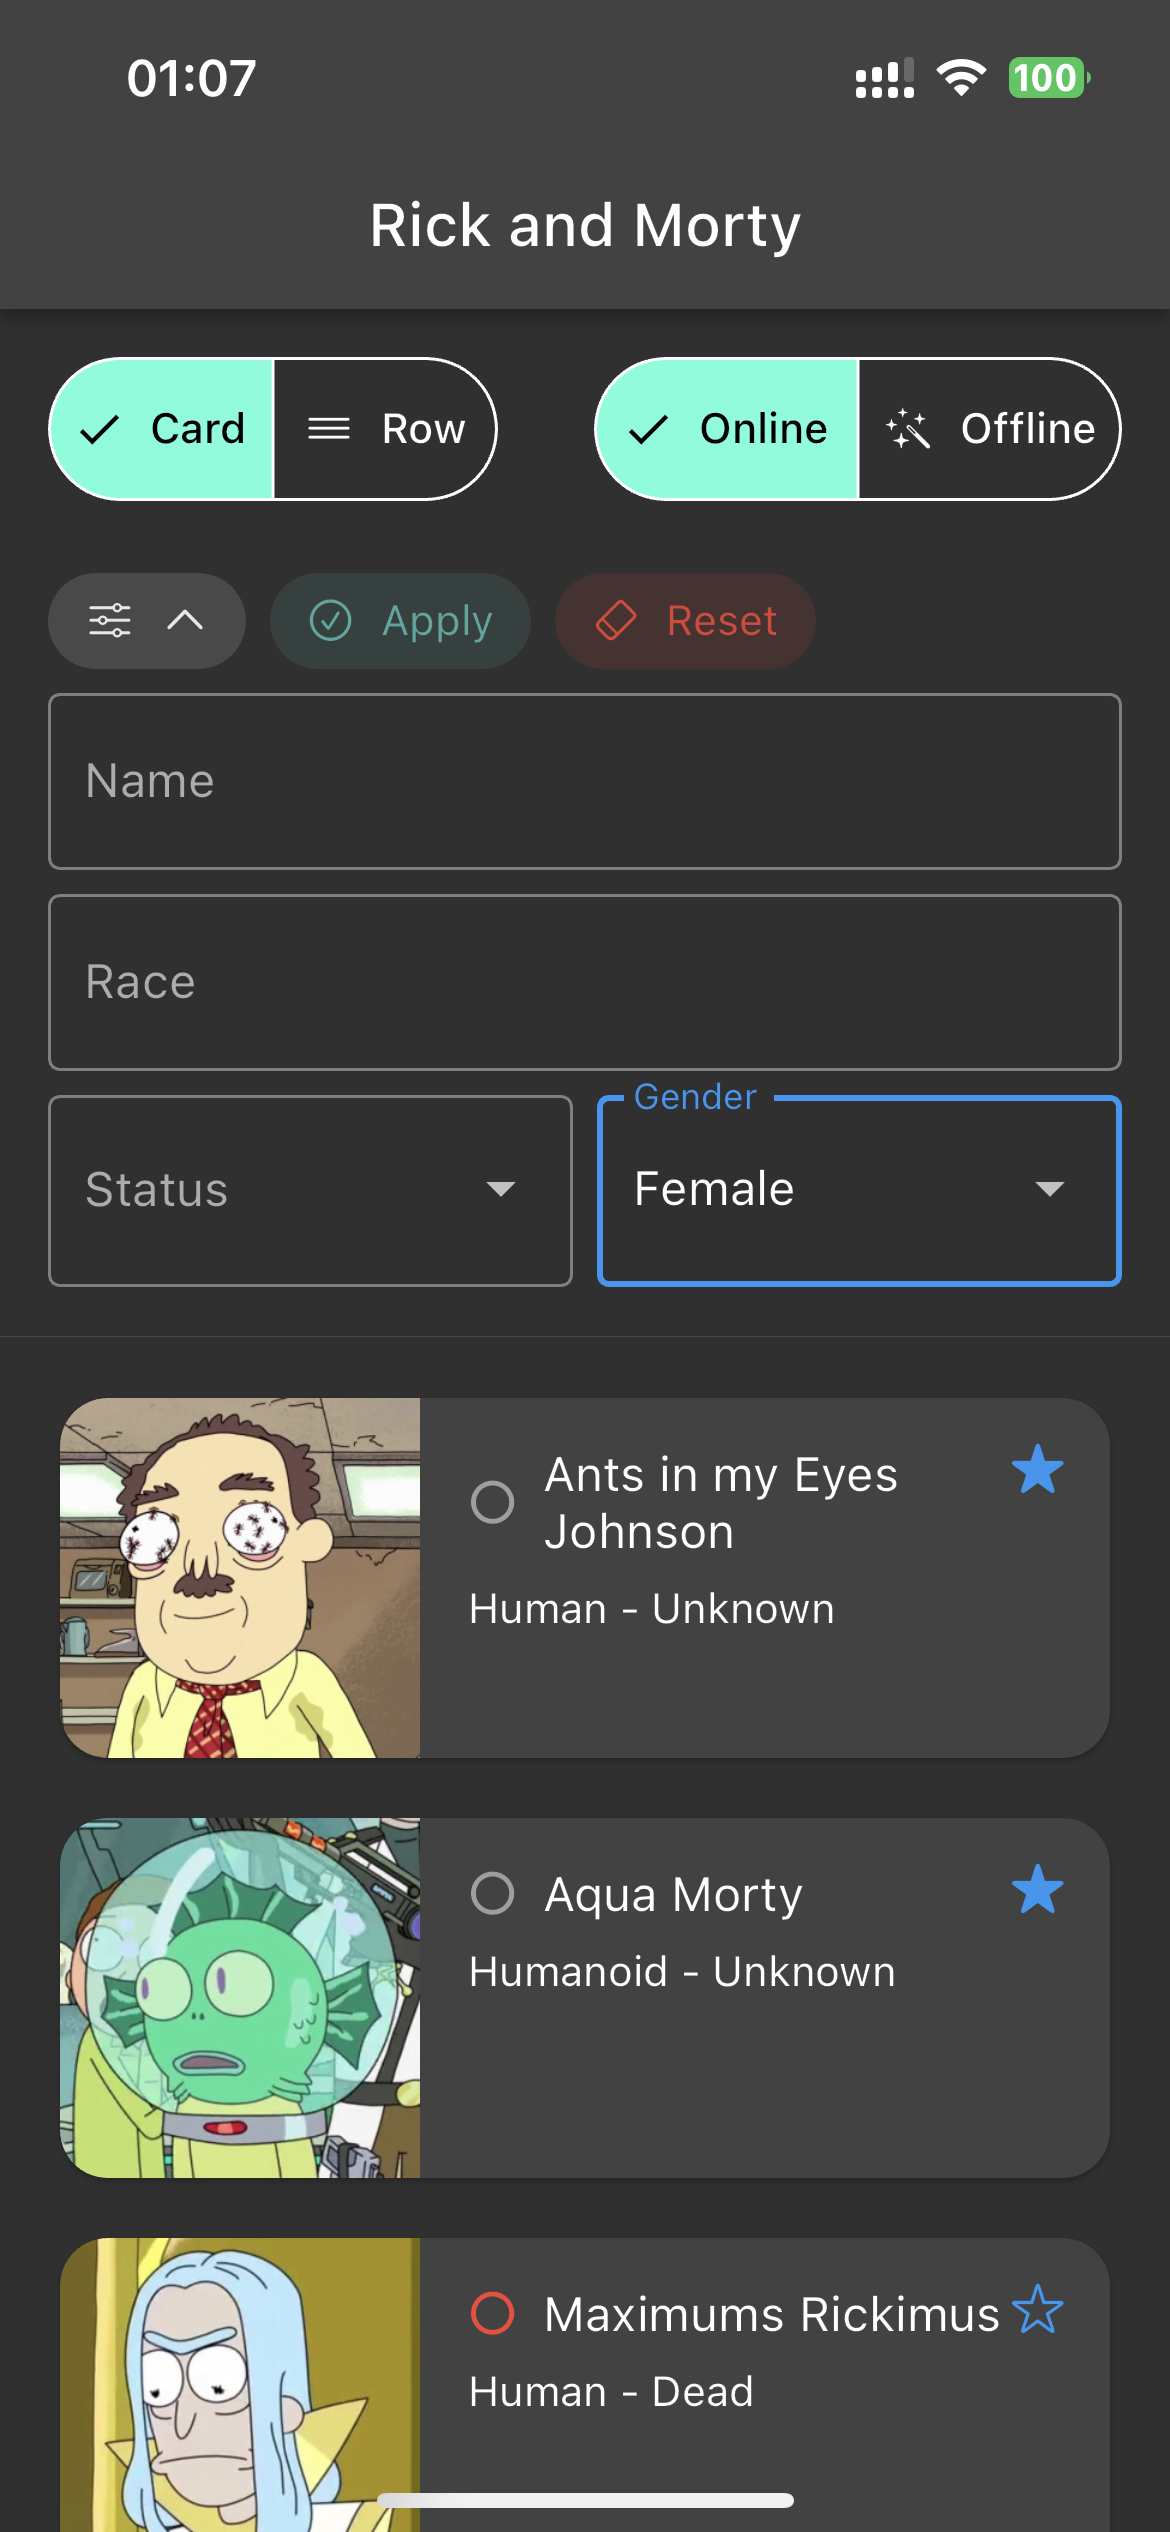 01:07
100
Rick and Morty
Card
Row
Online
Offline
Apply
Reset
Name
Race
Gender
Status
Female
Ants in my Eyes
Johnson
Human - Unknown
Aqua Morty
Humanoid - Unknown
Maximums Rickimus
Human - Dead